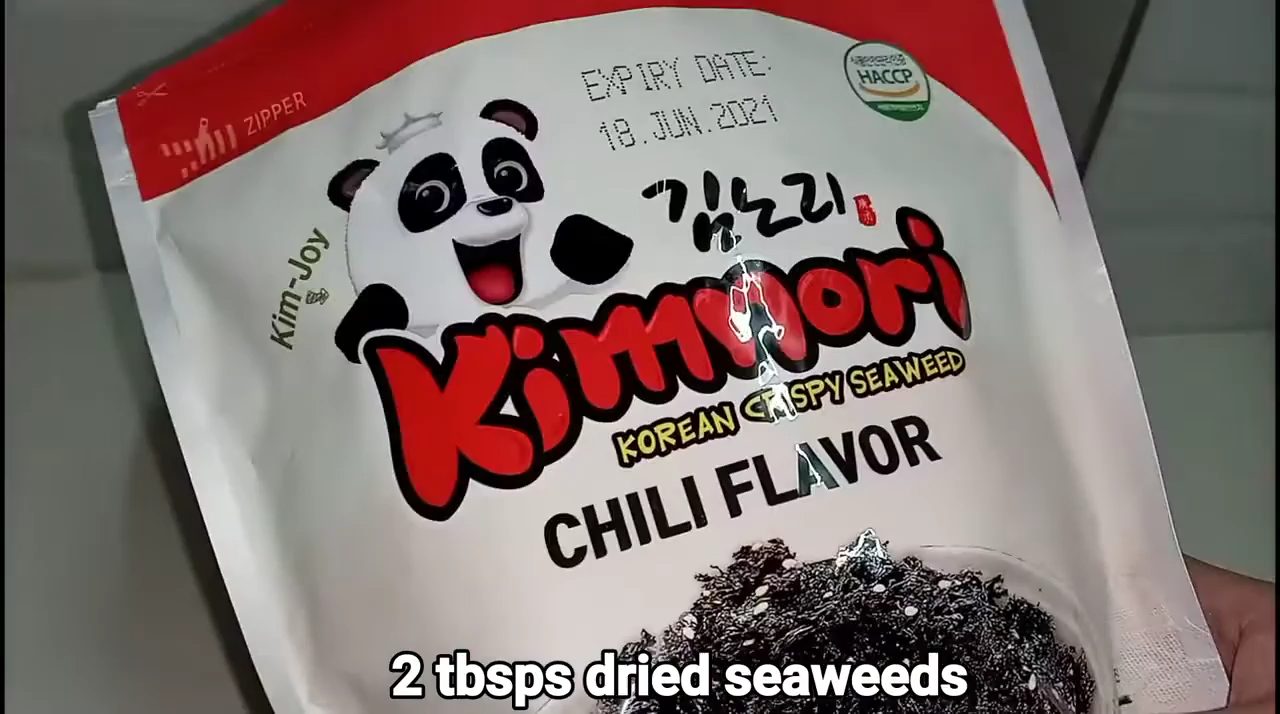 ZIPPER
EXPIRY DATE:
18.JUN.2021
HACCP
Kim-Joy
김노리
Kimnori
KOREAN CRISPY SEAWEED
CHILI FLAVOR
2 tbsps dried seaweeds